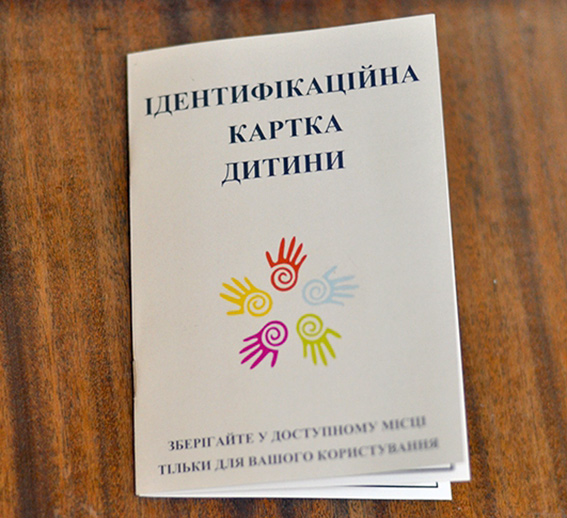 ІДЕНТИФІКАЦІЙНА
КАРТКА
ДИТИНИ
ЗБЕРІГАЙТЕ У ДОСТУПНОМУ МІСЦІ
ТІЛЬКИ ДЛЯ ВАШОГО КОРИСТУВАННЯ